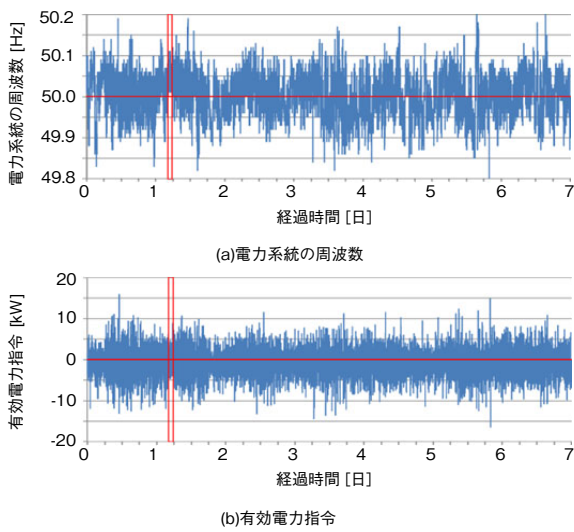 電力系統の周波数 [Hz]
50.2
50.1
50.0
49.9
49.8
0 1 2 3 4 5 6 7
経過時間 [日]
(a)電力系統の周波数
有効電力指令 [kW]
20
10
0
-10
-20
0 1 2 3 4 5 6 7
経過時間 [日]
(b)有効電力指令